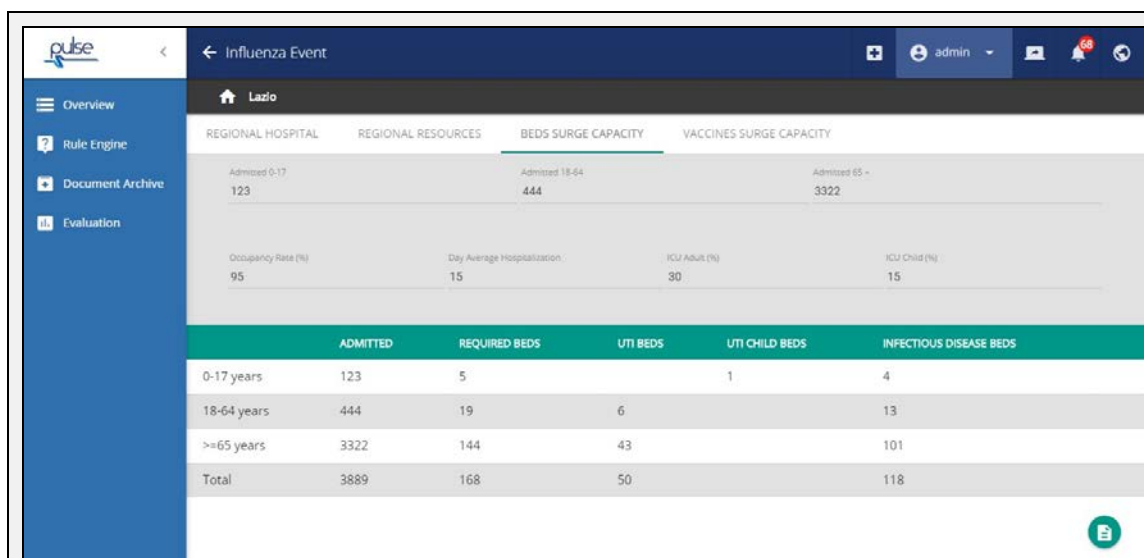 pulse
Influenza Event
admin
68
Lazio
Overview
Rule Engine
Document Archive
Evaluation
REGIONAL HOSPITAL REGIONAL RESOURCES BEDS SURGE CAPACITY VACCINES SURGE CAPACITY
Admitted 0-17 Admitted 18-64 Admitted 65 +
123 444 3322
Occupancy Rate (%) Day Average Hospitalization ICU Adult (%) ICU Child (%)
95 15 30 15
ADMITTED REQUIRED BEDS UTI BEDS UTI CHILD BEDS INFECTIOUS DISEASE BEDS
0-17 years 123 5 1 4
18-64 years 444 19 6 13
>=65 years 3322 144 43 101
Total 3889 168 50 118